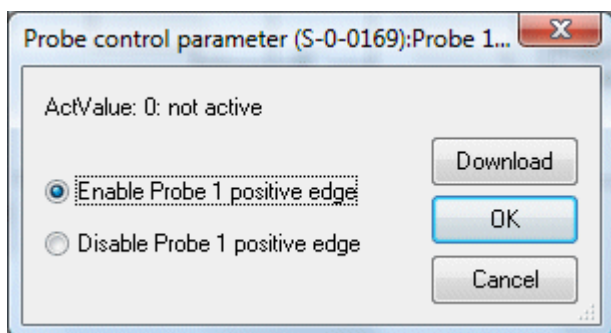 Probe control parameter (S-0-0169):Probe 1...
ActValue: 0: not active
Enable Probe 1 positive edge
Disable Probe 1 positive edge
Download
OK
Cancel